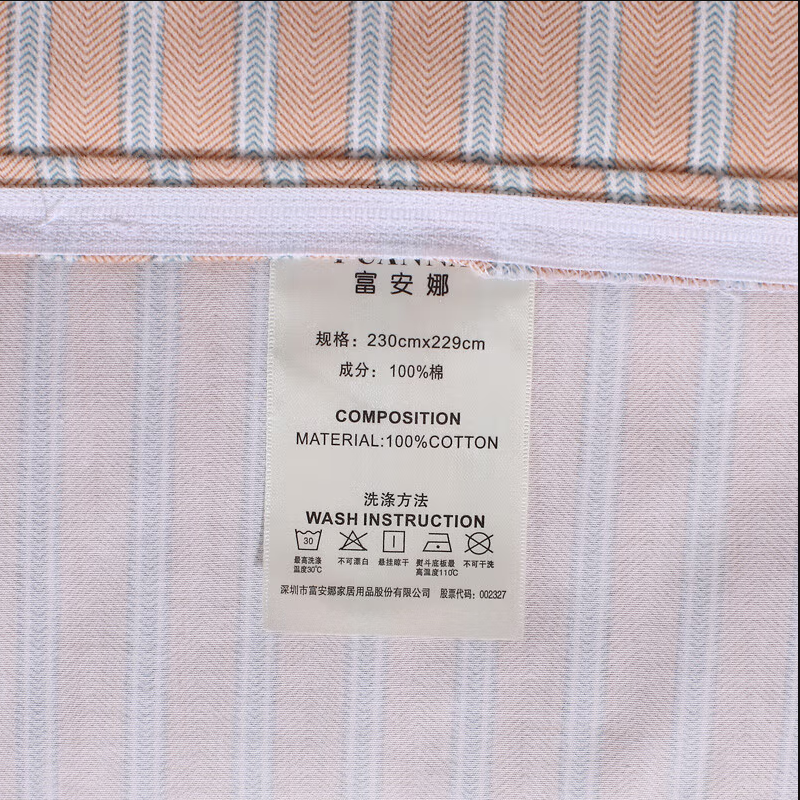 富安娜
规格：230cmx229cm
成分：100%棉
COMPOSITION
MATERIAL:100%COTTON
洗涤方法
WASH INSTRUCTION
30
最高洗涤温度30℃
不可漂白
悬挂晾干
熨斗底板最高温度110℃
不可干洗
深圳市富安娜家居用品股份有限公司 股票代码：002327